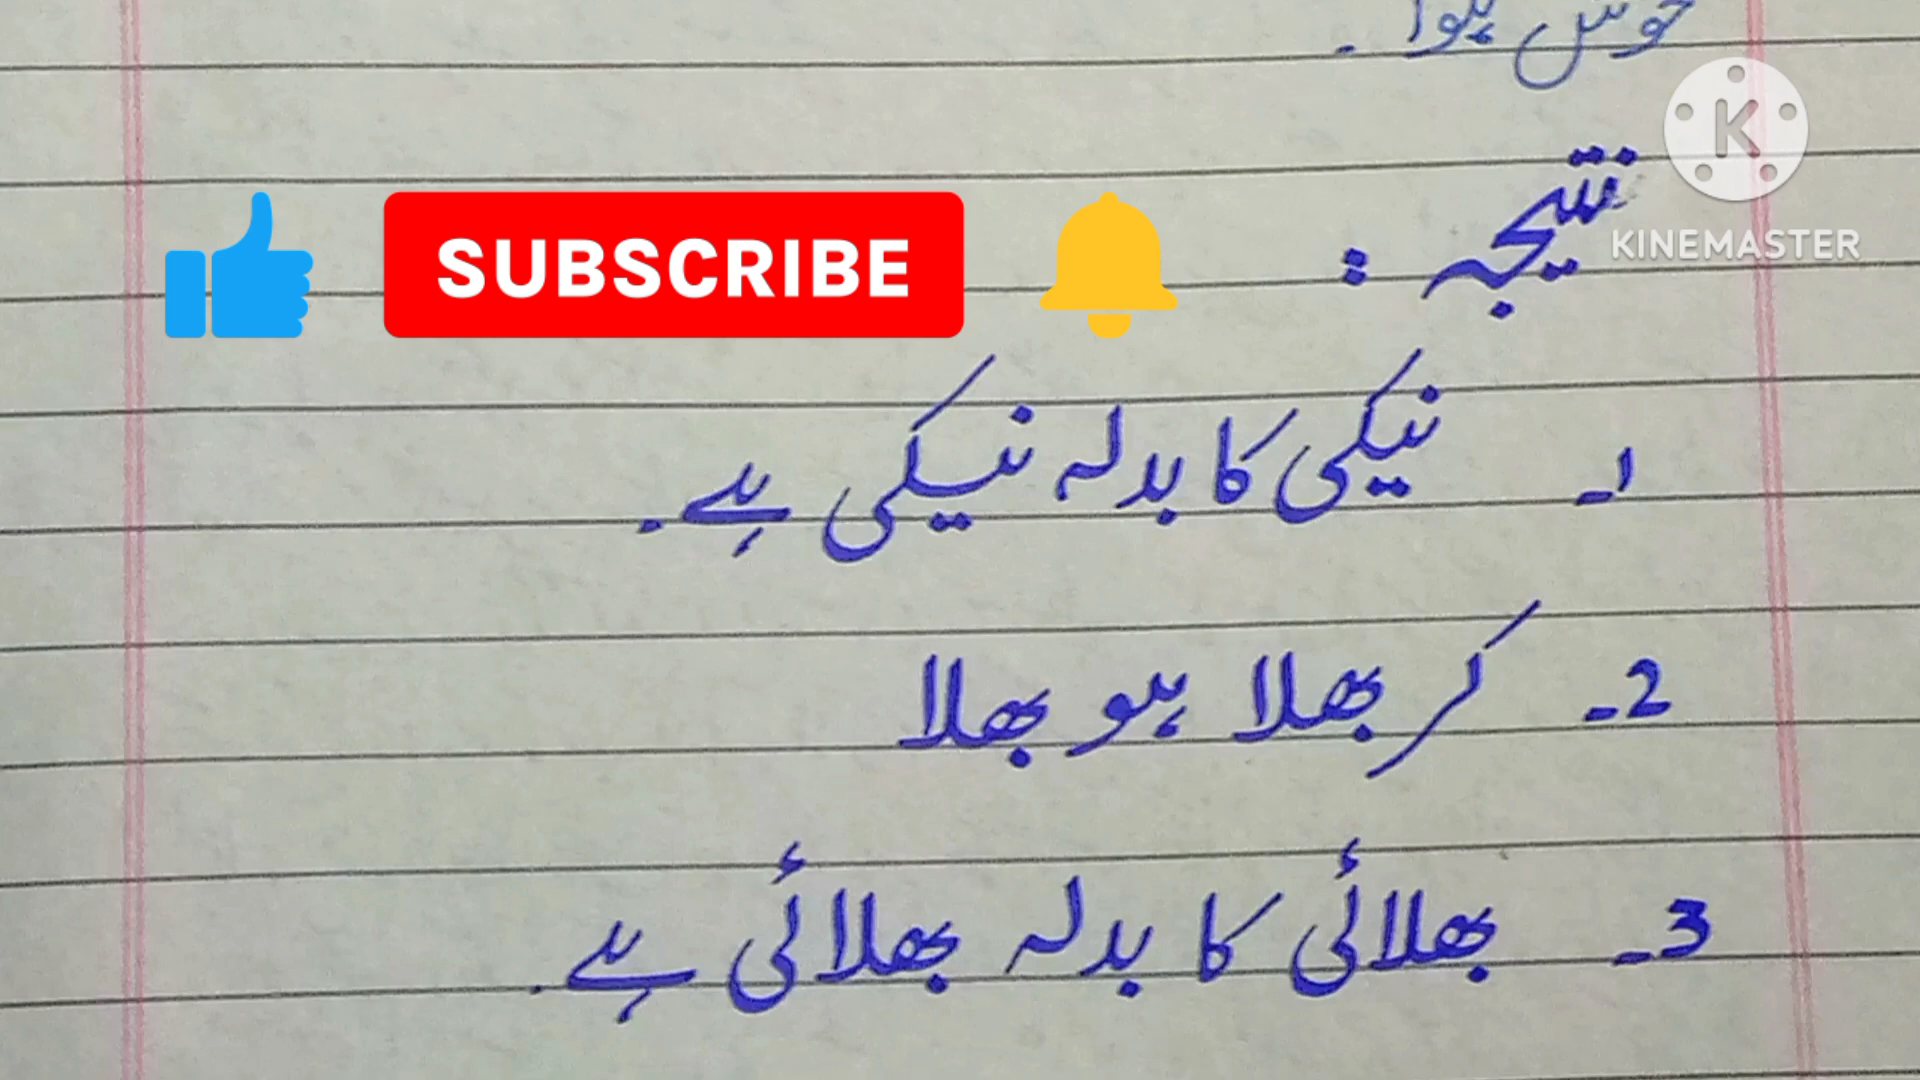 خوش ہوا ۔
K
KINEMASTER
نتیجہ :
SUBSCRIBE
۱۔ نیکی کا بدلہ نیکی ہے ۔
2۔ کر بھلا ہو بھلا
3۔ بھلائی کا بدلہ بھلائی ہے ۔